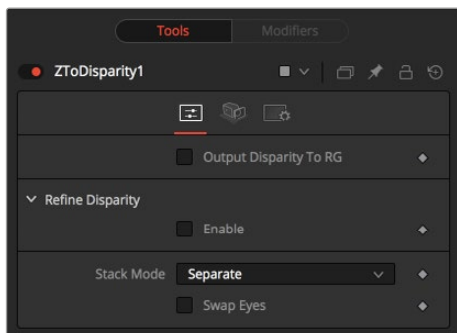 Tools Modifiers
ZToDisparity1
Output Disparity To RG
Refine Disparity
Enable
Stack Mode Separate
Swap Eyes